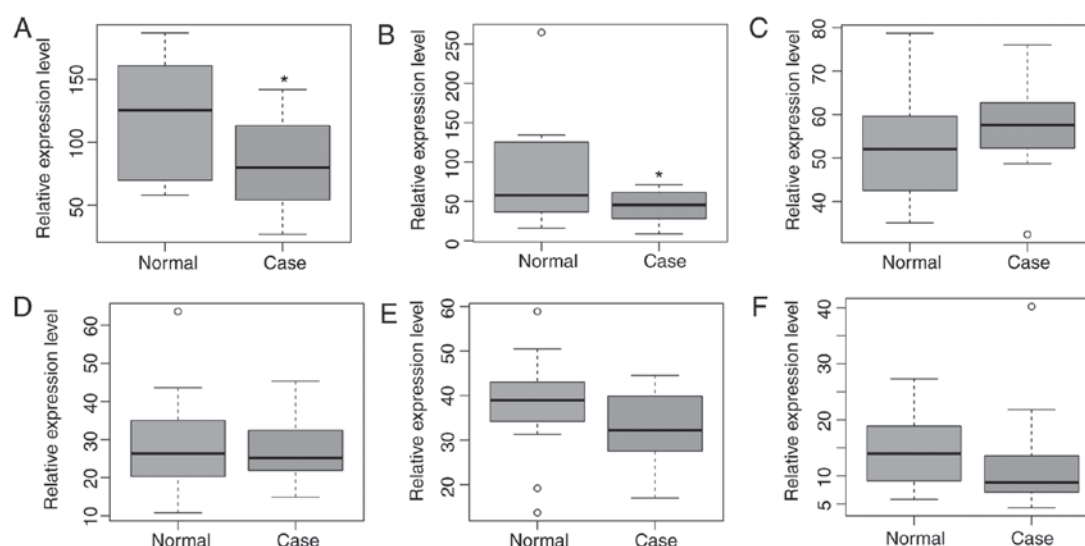 A
Relative expression level
150
100
50
*
Normal
Case
B
Relative expression level
250
200
150
100
50
0
*
Normal
Case
C
Relative expression level
80
70
60
50
40
Normal
Case
D
Relative expression level
60
50
40
30
20
10
Normal
Case
E
Relative expression level
60
50
40
30
20
Normal
Case
F
Relative expression level
40
30
20
10
5
Normal
Case